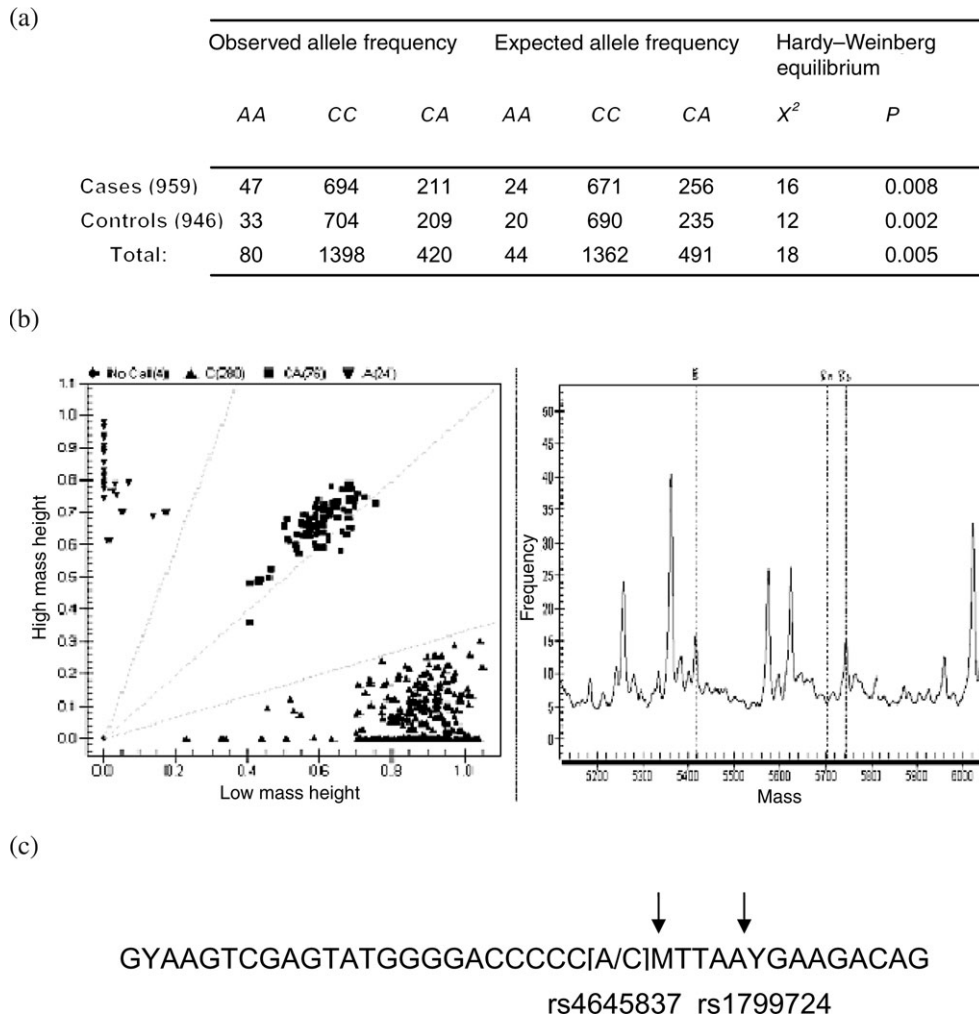 (a)
Observed allele frequency Expected allele frequency Hardy–Weinberg equilibrium
AA CC CA AA CC CA X² P
Cases (959) 47 694 211 24 671 256 16 0.008
Controls (946) 33 704 209 20 690 235 12 0.002
Total: 80 1398 420 44 1362 491 18 0.005
(b)
No Call(4) C(280) CA(76) A(24)
1.1
1.0
0.9
0.8
0.7
0.6
0.5
0.4
0.3
0.2
0.1
0.0
High mass height
0.0 0.2 0.4 0.6 0.8 1.0
Low mass height
60
55
50
45
40
35
30
25
20
15
10
5
0
Frequency
5200 5300 5400 5500 5600 5700 5800 5900 6000
Mass
(c)
GYAAGTCGAGTATGGGGACCCCC[A/C]MTTAAYGAAGACAG
rs4645837 rs1799724